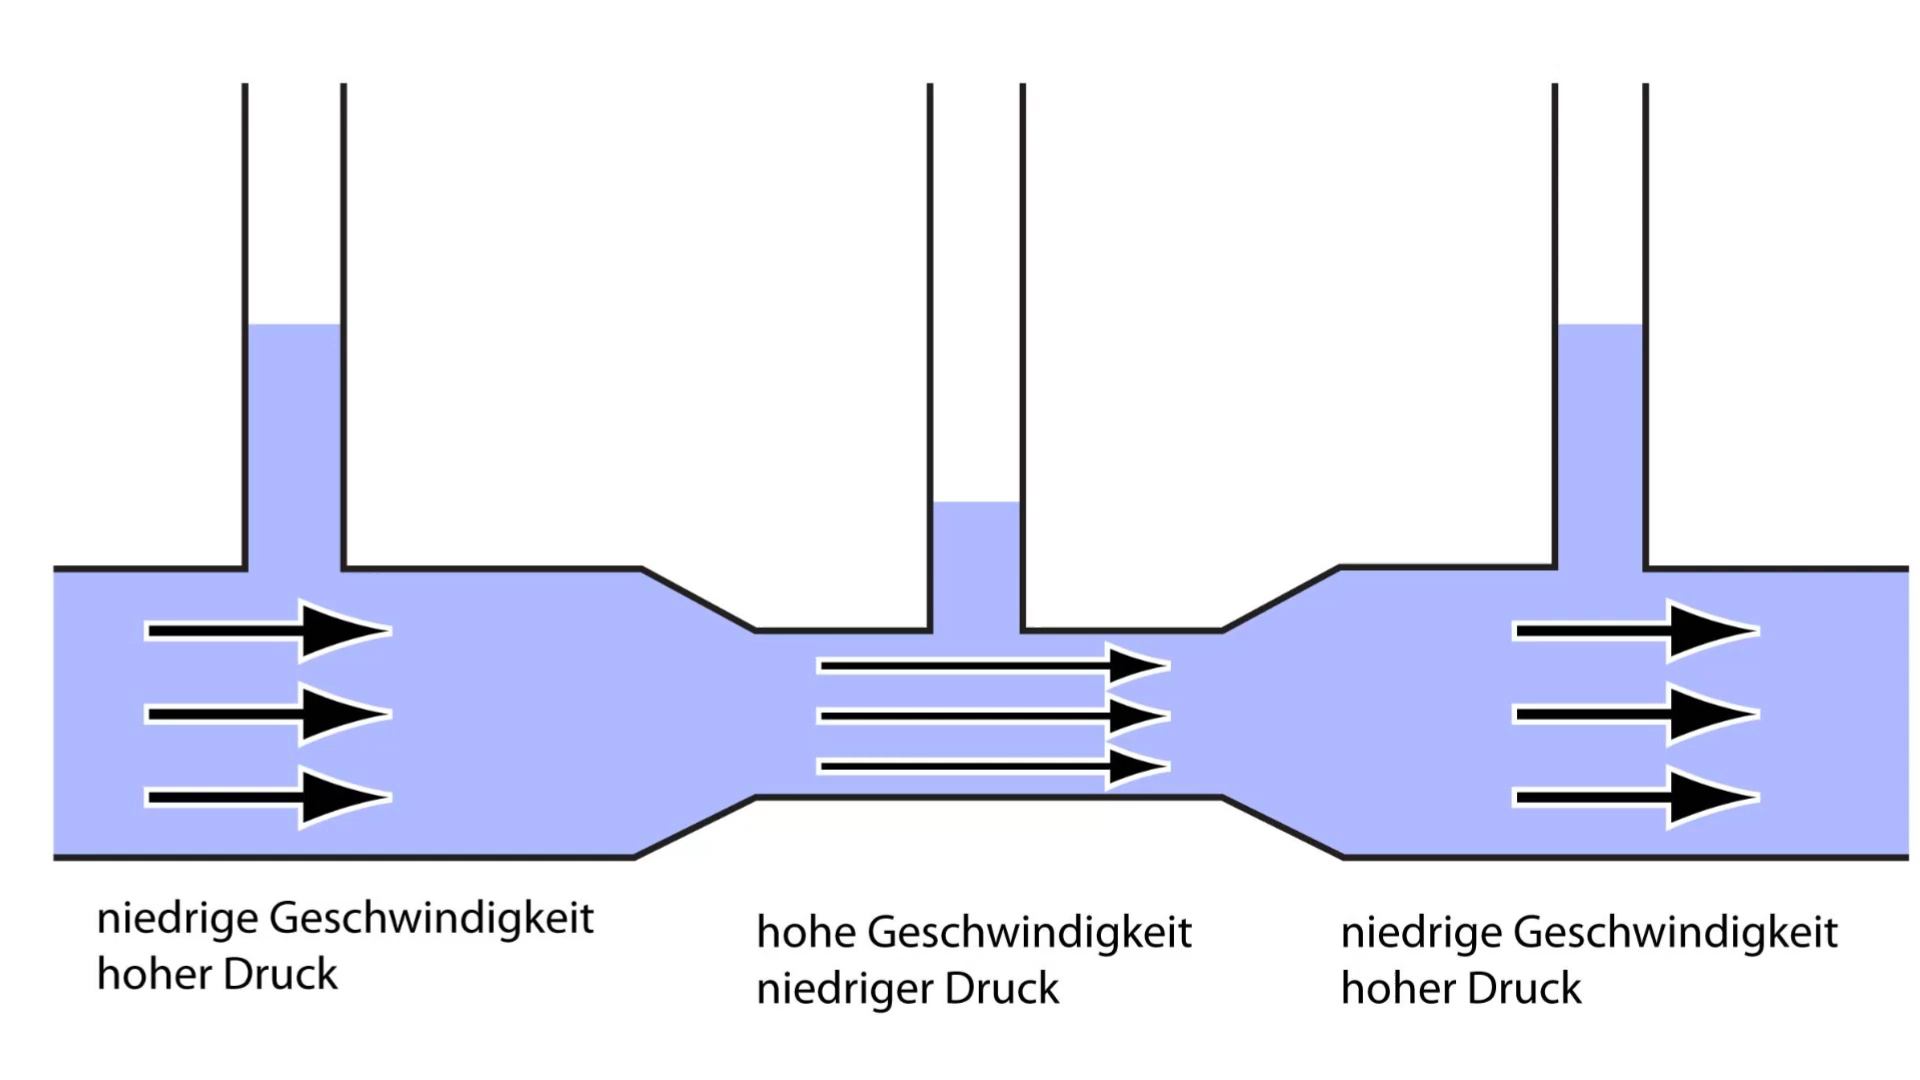 niedrige Geschwindigkeit
hoher Druck
hohe Geschwindigkeit
niedriger Druck
niedrige Geschwindigkeit
hoher Druck